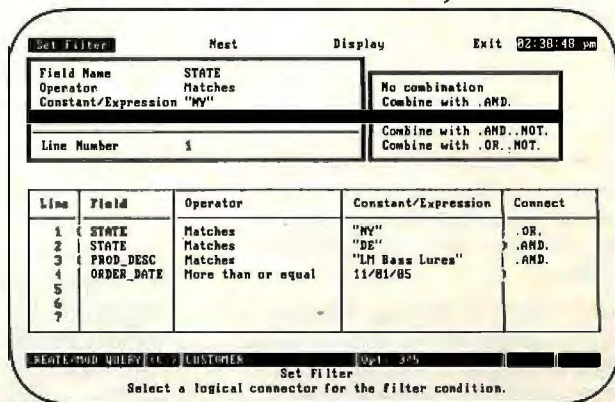 Set Filter Nest Display Exit 02:38:48 pm
Field Name STATE
Operator Matches
Constant/Expression "NY"
Line Number 1
No combination
Combine with .AND.
Combine with .AND..NOT.
Combine with .OR..NOT.
Line Field Operator Constant/Expression Connect
1 ( STATE Matches "NY" .OR.
2 STATE Matches "DE" ) .AND.
3 ( PROD_DESC Matches "LM Bass Lures" .AND.
4 ORDER_DATE More than or equal 11/01/85 )
5
6
7
CREATE/MOD QUERY <C:> CUSTOMER Opt: 3/5
Set Filter
Select a logical connector for the filter condition.